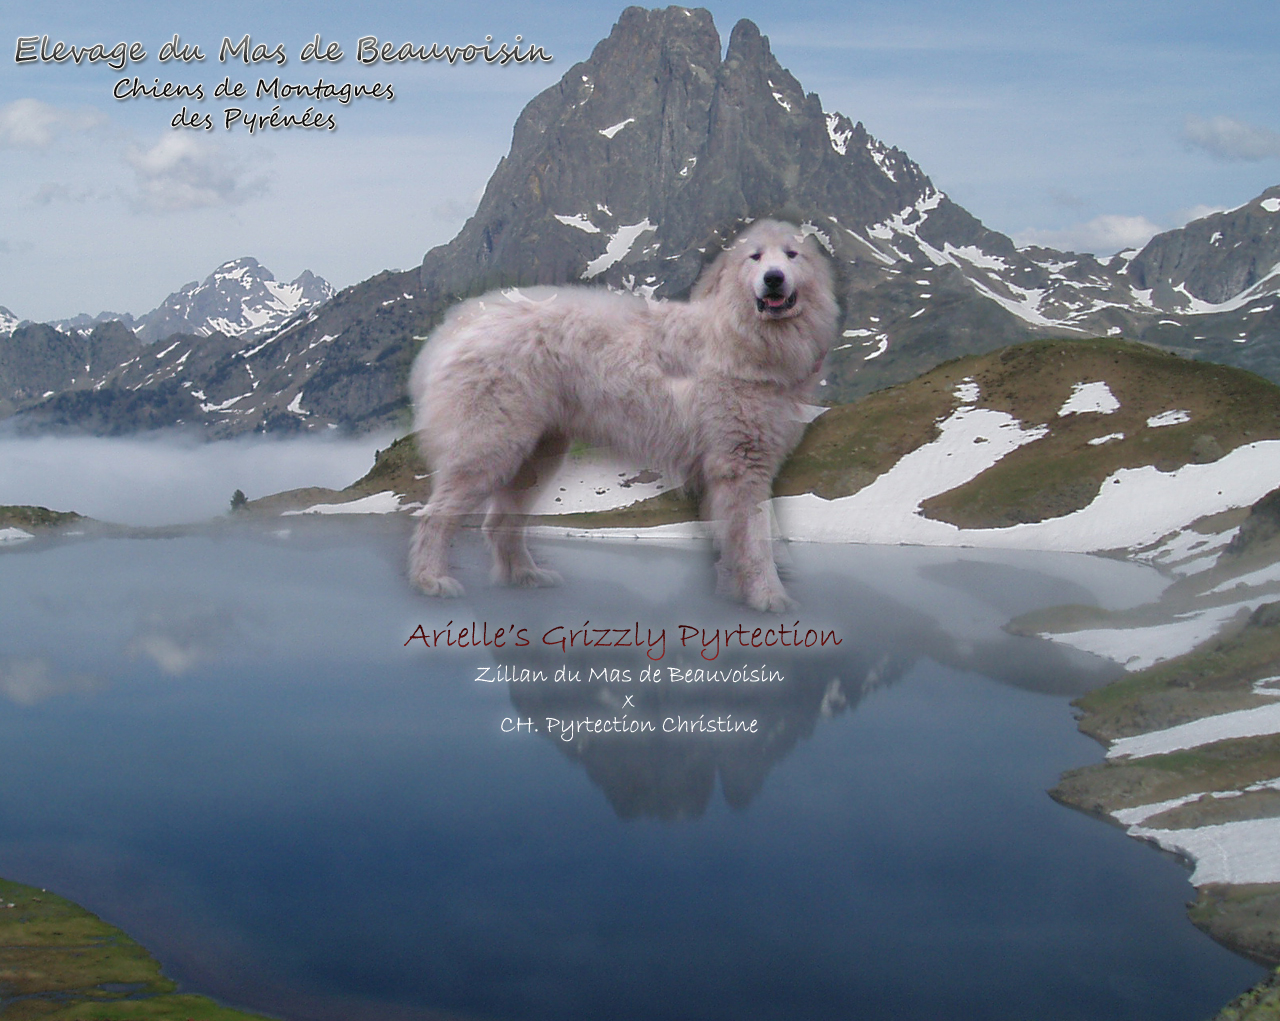 Elevage du Mas de Beauvoisin
Chiens de Montagnes
des Pyrénées
Arielle's Grizzly Pyrtection
Zillan du Mas de Beauvoisin
x
CH. Pyrtection Christine